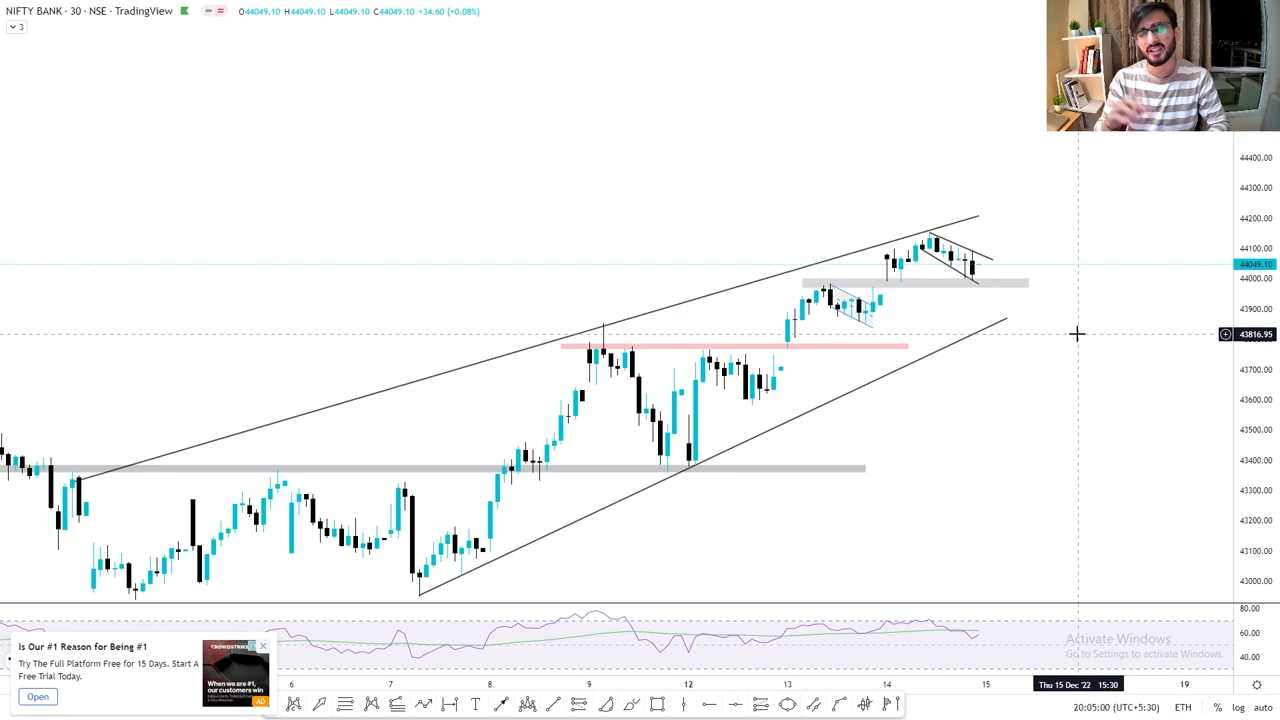 NIFTY BANK · 30 · NSE · TradingView O44049.10 H44049.10 L44049.10 C44049.10 +34.60 (+0.08%)
3
44400.00
44300.00
44200.00
44100.00
44049.10
44000.00
43900.00
43816.95
43700.00
43600.00
43500.00
43400.00
43300.00
43200.00
43100.00
43000.00
80.00
60.00
40.00
Is Our #1 Reason for Being #1
Try The Full Platform Free for 15 Days. Start A
Free Trial Today.
Open
CROWDSTRIKE
When we are #1,
our customers win
AD
Activate Windows
Go to Settings to activate Windows.
6 7 8 9 12 13 14 15 Thu 15 Dec '22 15:30 19
20:05:00 (UTC+5:30) ETH % log auto